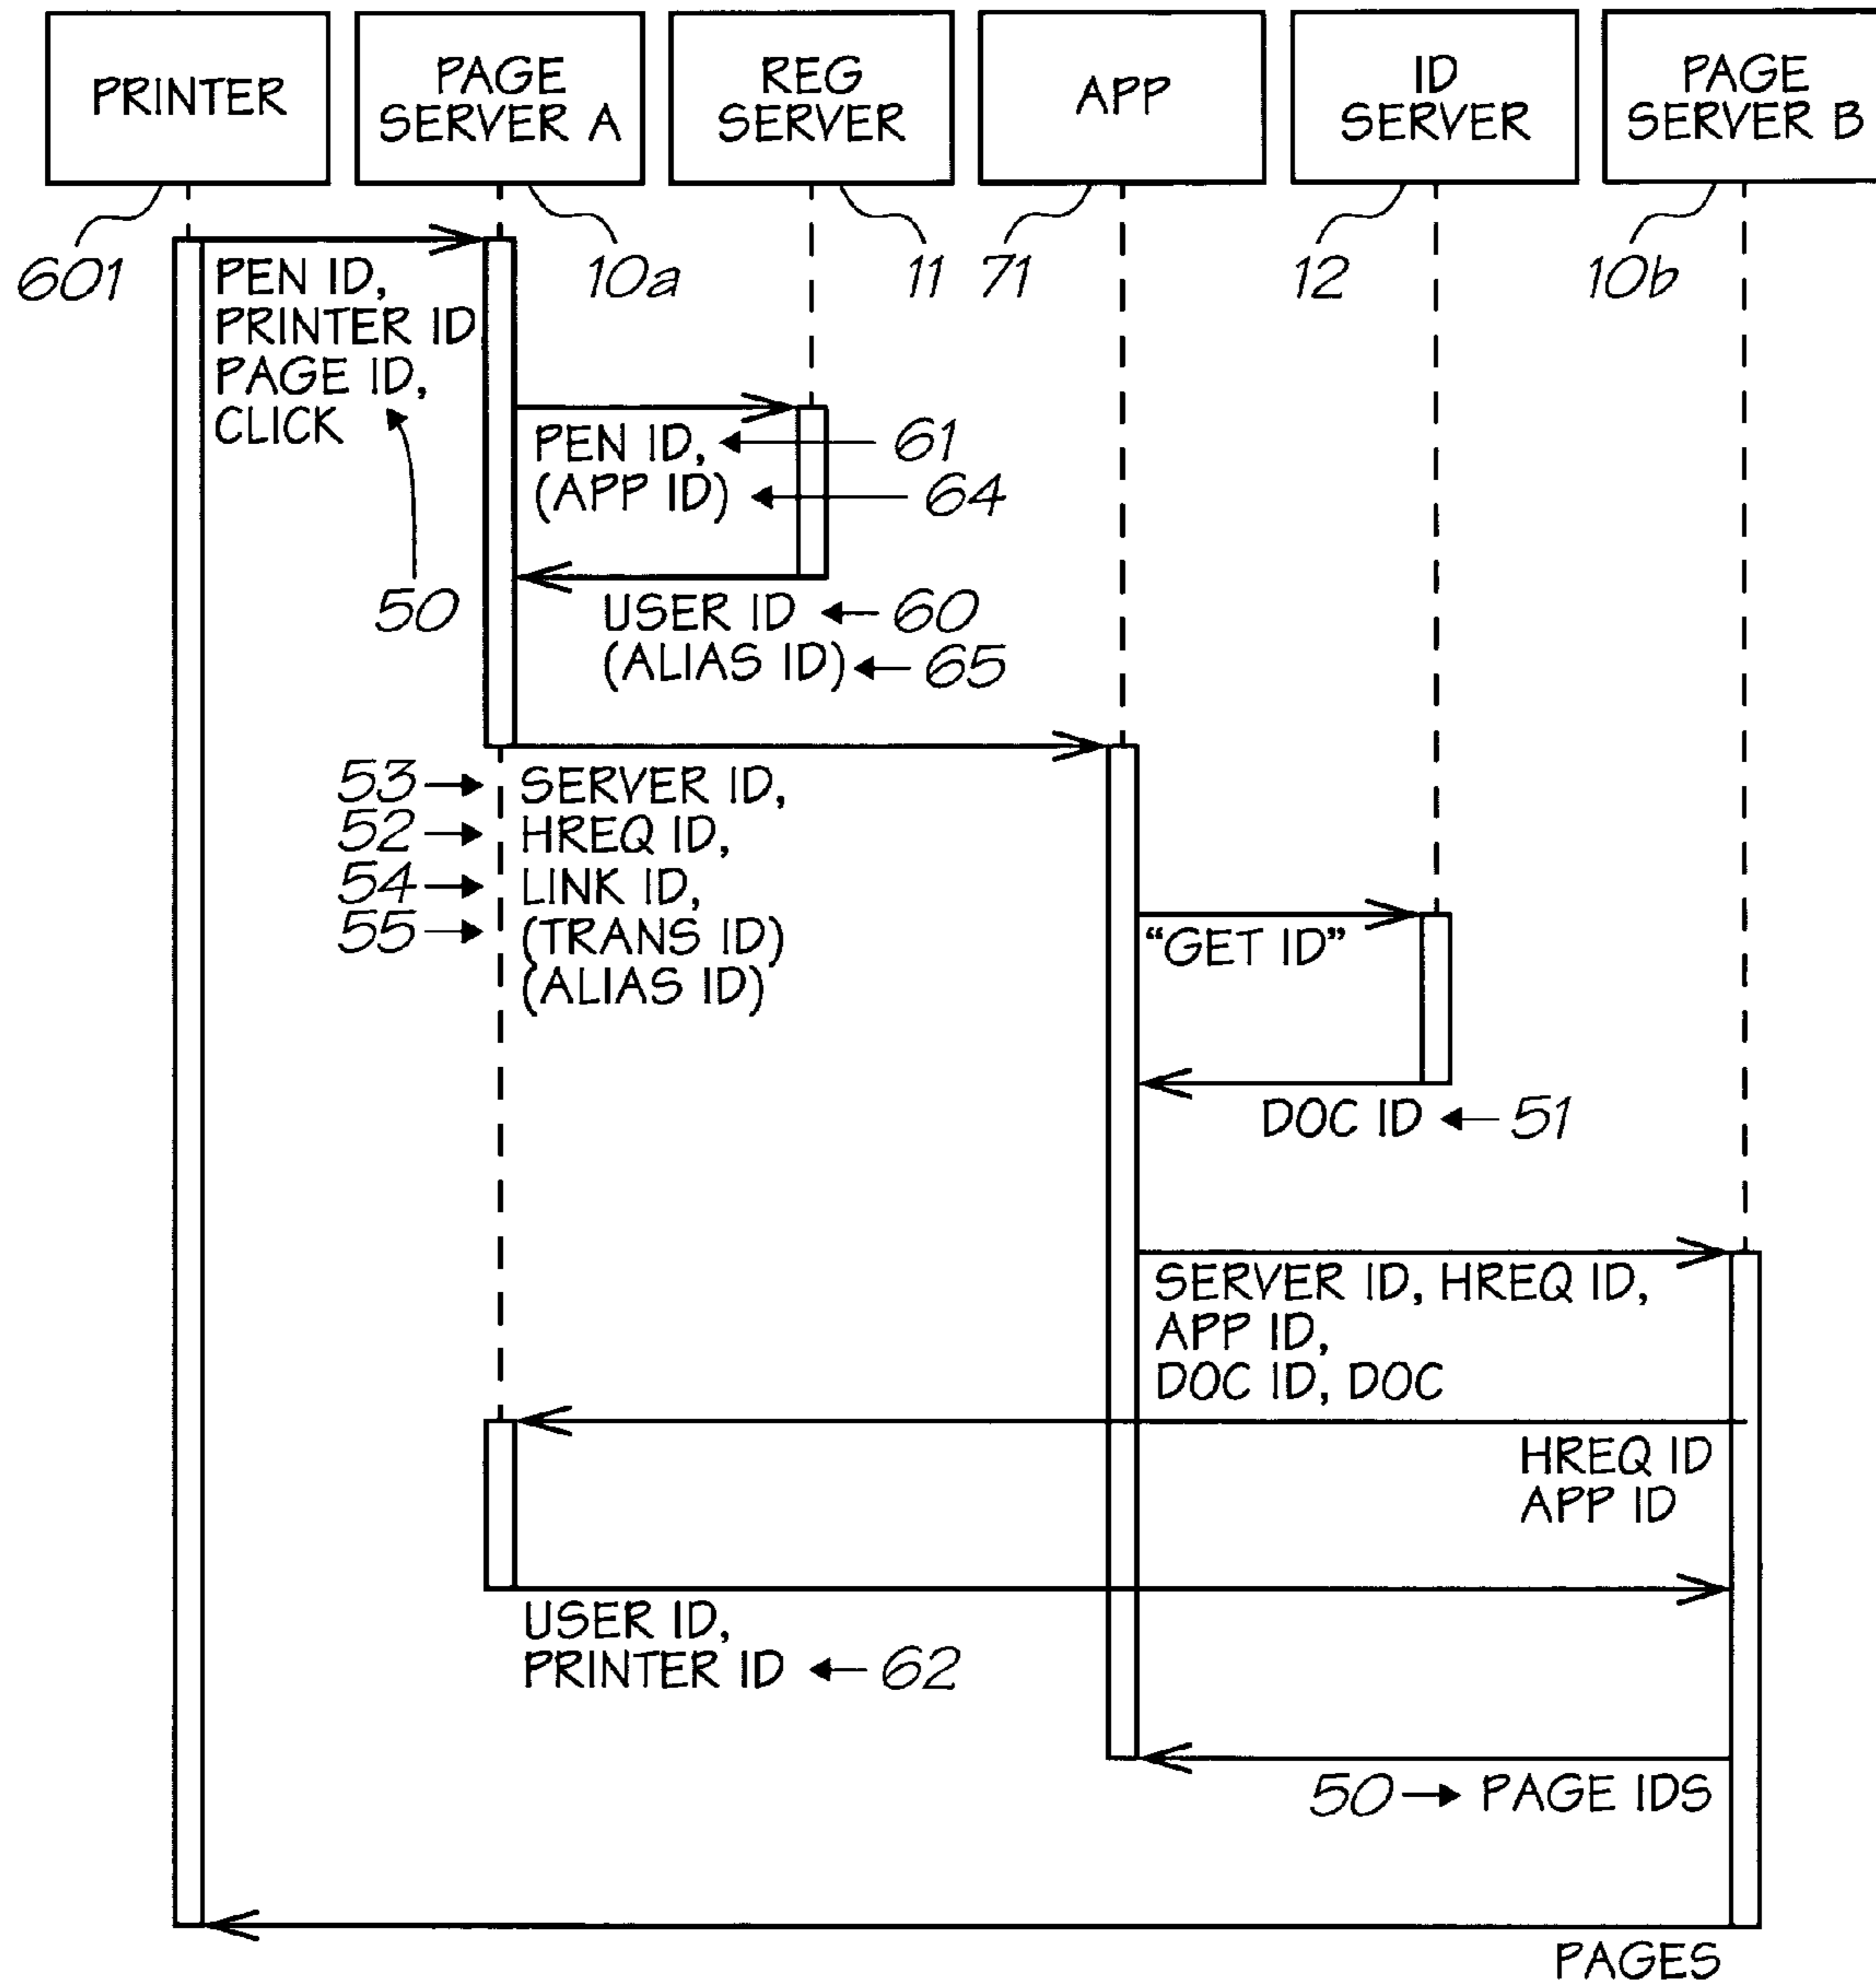 PRINTER
PAGE
SERVER A
REG
SERVER
APP
ID
SERVER
PAGE
SERVER B
601
10a
11
71
12
10b
PEN ID,
PRINTER ID
PAGE ID,
CLICK
50
PEN ID,
61
(APP ID)
64
USER ID
60
(ALIAS ID)
65
53
SERVER ID,
52
HREQ ID,
54
LINK ID,
55
(TRANS ID)
(ALIAS ID)
“GET ID”
DOC ID
51
SERVER ID, HREQ ID,
APP ID,
DOC ID, DOC
HREQ ID
APP ID
USER ID,
PRINTER ID
62
50
PAGE IDS
PAGES